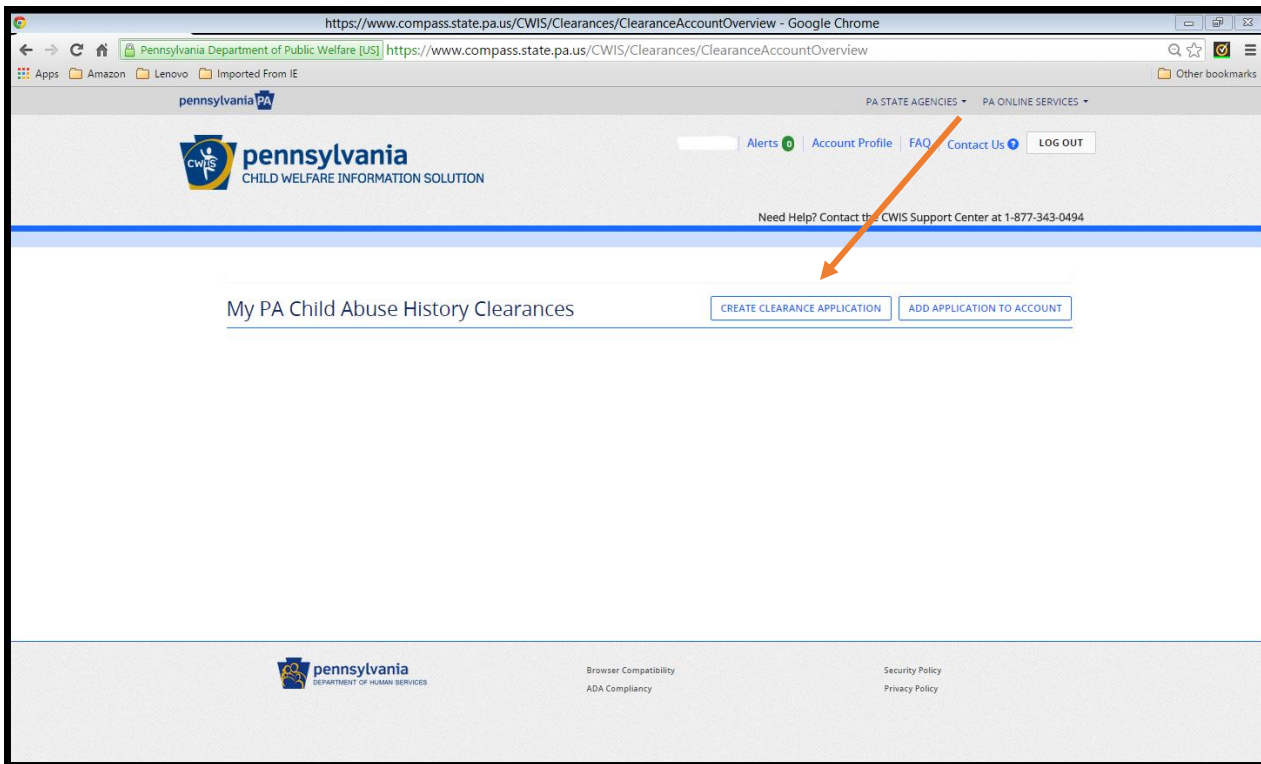 https://www.compass.state.pa.us/CWIS/Clearances/ClearanceAccountOverview - Google Chrome
Pennsylvania Department of Public Welfare [US] https://www.compass.state.pa.us/CWIS/Clearances/ClearanceAccountOverview
Apps Amazon Lenovo Imported From IE Other bookmarks
pennsylvania PA PA STATE AGENCIES PA ONLINE SERVICES
Alerts 0 Account Profile FAQ Contact Us ? LOG OUT
CWIS pennsylvania
CHILD WELFARE INFORMATION SOLUTION
Need Help? Contact the CWIS Support Center at 1-877-343-0494
My PA Child Abuse History Clearances CREATE CLEARANCE APPLICATION ADD APPLICATION TO ACCOUNT
pennsylvania Browser Compatibility Security Policy
DEPARTMENT OF HUMAN SERVICES
ADA Compliancy Privacy Policy